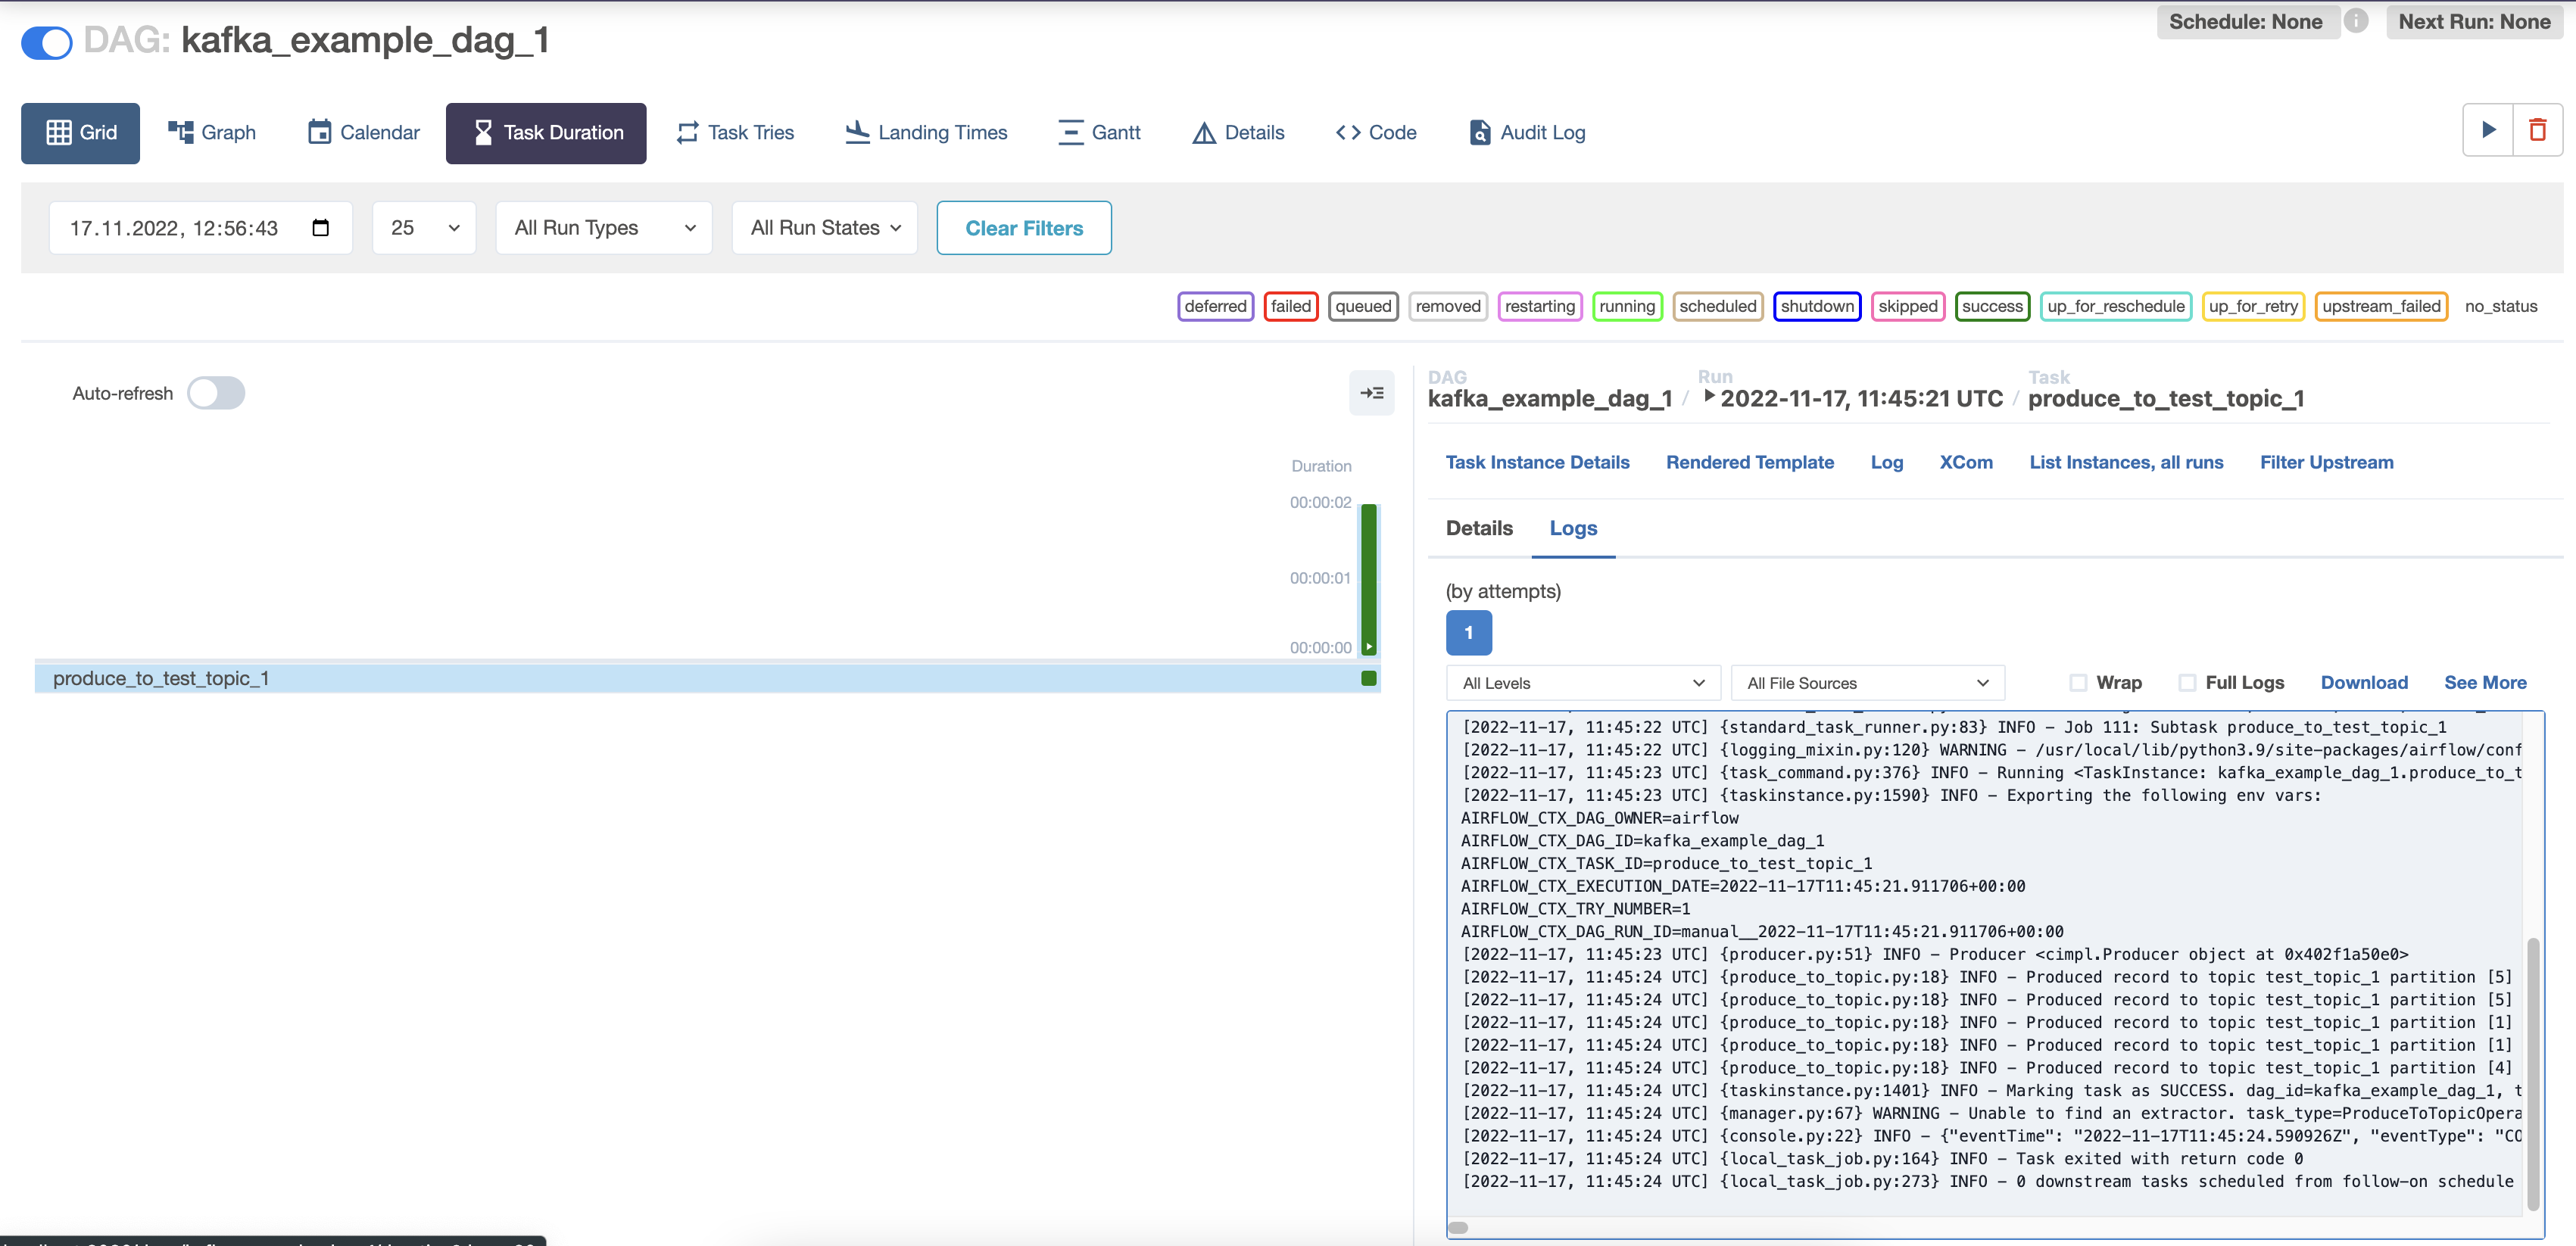 DAG: kafka_example_dag_1
Schedule: None
Next Run: None
Grid
Graph
Calendar
Task Duration
Task Tries
Landing Times
Gantt
Details
Code
Audit Log
17.11.2022, 12:56:43
25
All Run Types
All Run States
Clear Filters
deferred
failed
queued
removed
restarting
running
scheduled
shutdown
skipped
success
up_for_reschedule
up_for_retry
upstream_failed
no_status
Auto-refresh
Duration
00:00:02
00:00:01
00:00:00
produce_to_test_topic_1
DAG
kafka_example_dag_1
/
Run
2022-11-17, 11:45:21 UTC
/
Task
produce_to_test_topic_1
Task Instance Details
Rendered Template
Log
XCom
List Instances, all runs
Filter Upstream
Details
Logs
(by attempts)
1
All Levels
All File Sources
Wrap
Full Logs
Download
See More
[2022-11-17, 11:45:22 UTC] {standard_task_runner.py:83} INFO - Job 111: Subtask produce_to_test_topic_1
[2022-11-17, 11:45:22 UTC] {logging_mixin.py:120} WARNING - /usr/local/lib/python3.9/site-packages/airflow/conf
[2022-11-17, 11:45:23 UTC] {task_command.py:376} INFO - Running <TaskInstance: kafka_example_dag_1.produce_to_t
[2022-11-17, 11:45:23 UTC] {taskinstance.py:1590} INFO - Exporting the following env vars:
AIRFLOW_CTX_DAG_OWNER=airflow
AIRFLOW_CTX_DAG_ID=kafka_example_dag_1
AIRFLOW_CTX_TASK_ID=produce_to_test_topic_1
AIRFLOW_CTX_EXECUTION_DATE=2022-11-17T11:45:21.911706+00:00
AIRFLOW_CTX_TRY_NUMBER=1
AIRFLOW_CTX_DAG_RUN_ID=manual__2022-11-17T11:45:21.911706+00:00
[2022-11-17, 11:45:23 UTC] {producer.py:51} INFO - Producer <cimpl.Producer object at 0x402f1a50e0>
[2022-11-17, 11:45:24 UTC] {produce_to_topic.py:18} INFO - Produced record to topic test_topic_1 partition [5]
[2022-11-17, 11:45:24 UTC] {produce_to_topic.py:18} INFO - Produced record to topic test_topic_1 partition [5]
[2022-11-17, 11:45:24 UTC] {produce_to_topic.py:18} INFO - Produced record to topic test_topic_1 partition [1]
[2022-11-17, 11:45:24 UTC] {produce_to_topic.py:18} INFO - Produced record to topic test_topic_1 partition [1]
[2022-11-17, 11:45:24 UTC] {produce_to_topic.py:18} INFO - Produced record to topic test_topic_1 partition [4]
[2022-11-17, 11:45:24 UTC] {taskinstance.py:1401} INFO - Marking task as SUCCESS. dag_id=kafka_example_dag_1, t
[2022-11-17, 11:45:24 UTC] {manager.py:67} WARNING - Unable to find an extractor. task_type=ProduceToTopicOpera
[2022-11-17, 11:45:24 UTC] {console.py:22} INFO - {"eventTime": "2022-11-17T11:45:24.590926Z", "eventType": "CO
[2022-11-17, 11:45:24 UTC] {local_task_job.py:164} INFO - Task exited with return code 0
[2022-11-17, 11:45:24 UTC] {local_task_job.py:273} INFO - 0 downstream tasks scheduled from follow-on schedule